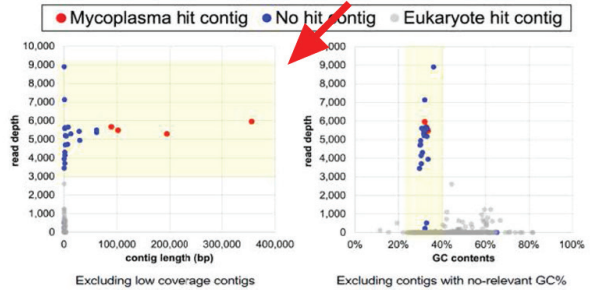 Mycoplasma hit contig No hit contig Eukaryote hit contig
10,000
9,000
8,000
7,000
6,000
5,000
4,000
3,000
2,000
1,000
0
read depth
0 100,000 200,000 300,000 400,000
contig length (bp)
Excluding low coverage contigs
,000
9,000
8,000
7,000
6,000
5,000
4,000
3,000
2,000
1,000
0
read depth
0% 20% 40% 60% 80% 100%
GC contents
Excluding contigs with no-relevant GC%